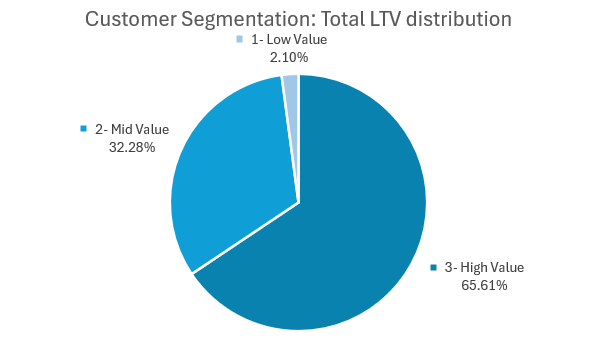 Customer Segmentation: Total LTV distribution
1- Low Value
2.10%
2- Mid Value
32.28%
3- High Value
65.61%